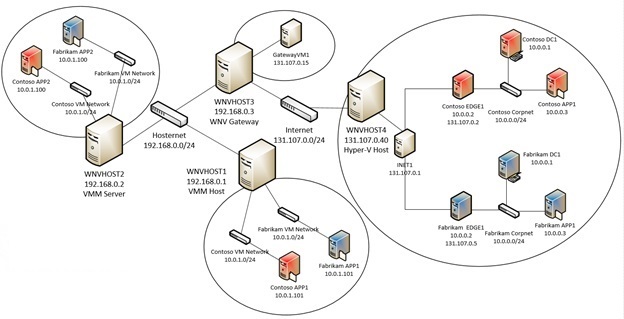 Fabrikam APP2
10.0.1.100
Contoso APP2
10.0.1.100
Fabrikam VM Network
10.0.1.0/24
Contoso VM Network
10.0.1.0/24
WNVHOST2
192.168.0.2
VMM Server
Hosternet
192.168.0.0/24
WNVHOST3
192.168.0.3
WNV Gateway
GatewayVM1
131.107.0.15
Internet
131.107.0.0/24
WNVHOST1
192.168.0.1
VMM Host
Fabrikam VM Network
10.0.1.0/24
Contoso VM Network
10.0.1.0/24
Fabrikam APP1
10.0.1.101
Contoso APP1
10.0.1.101
WNVHOST4
131.107.0.40
Hyper-V Host
INET1
131.107.0.1
Contoso DC1
10.0.0.1
Contoso EDGE1
10.0.0.2
131.107.0.2
Contoso Corpnet
10.0.0.0/24
Contoso APP1
10.0.0.3
Fabrikam DC1
10.0.0.1
Fabrikam EDGE1
10.0.0.2
131.107.0.5
Fabrikam Corpnet
10.0.0.0/24
Fabrikam APP1
10.0.0.3